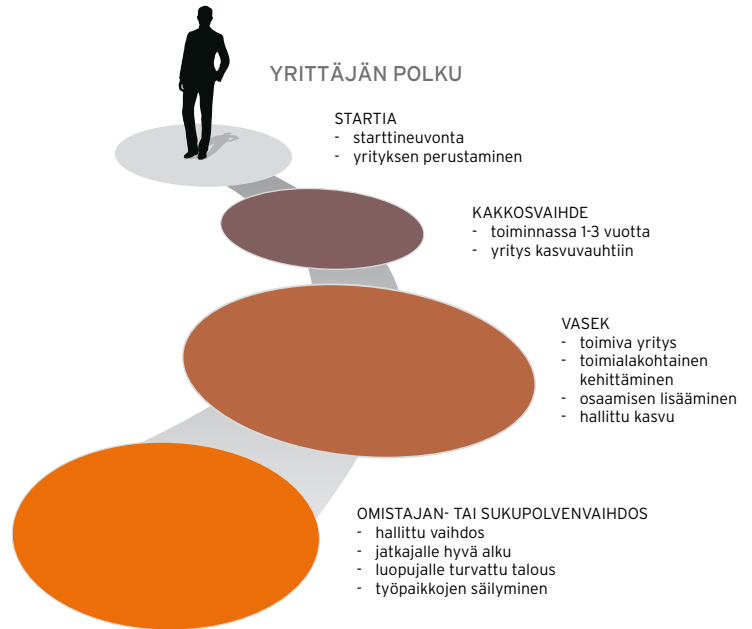 YRITTÄJÄN POLKU
STARTIA
- starttineuvonta
- yrityksen perustaminen
KAKKOSVAIHDE
- toiminnassa 1-3 vuotta
- yritys kasvuvauhtiin
VASEK
- toimiva yritys
- toimialakohtainen
kehittäminen
- osaamisen lisääminen
- hallittu kasvu
OMISTAJAN- TAI SUKUPOLVENVAIHDOS
- hallittu vaihdos
- jatkajalle hyvä alku
- luopujalle turvattu talous
- työpaikkojen säilyminen